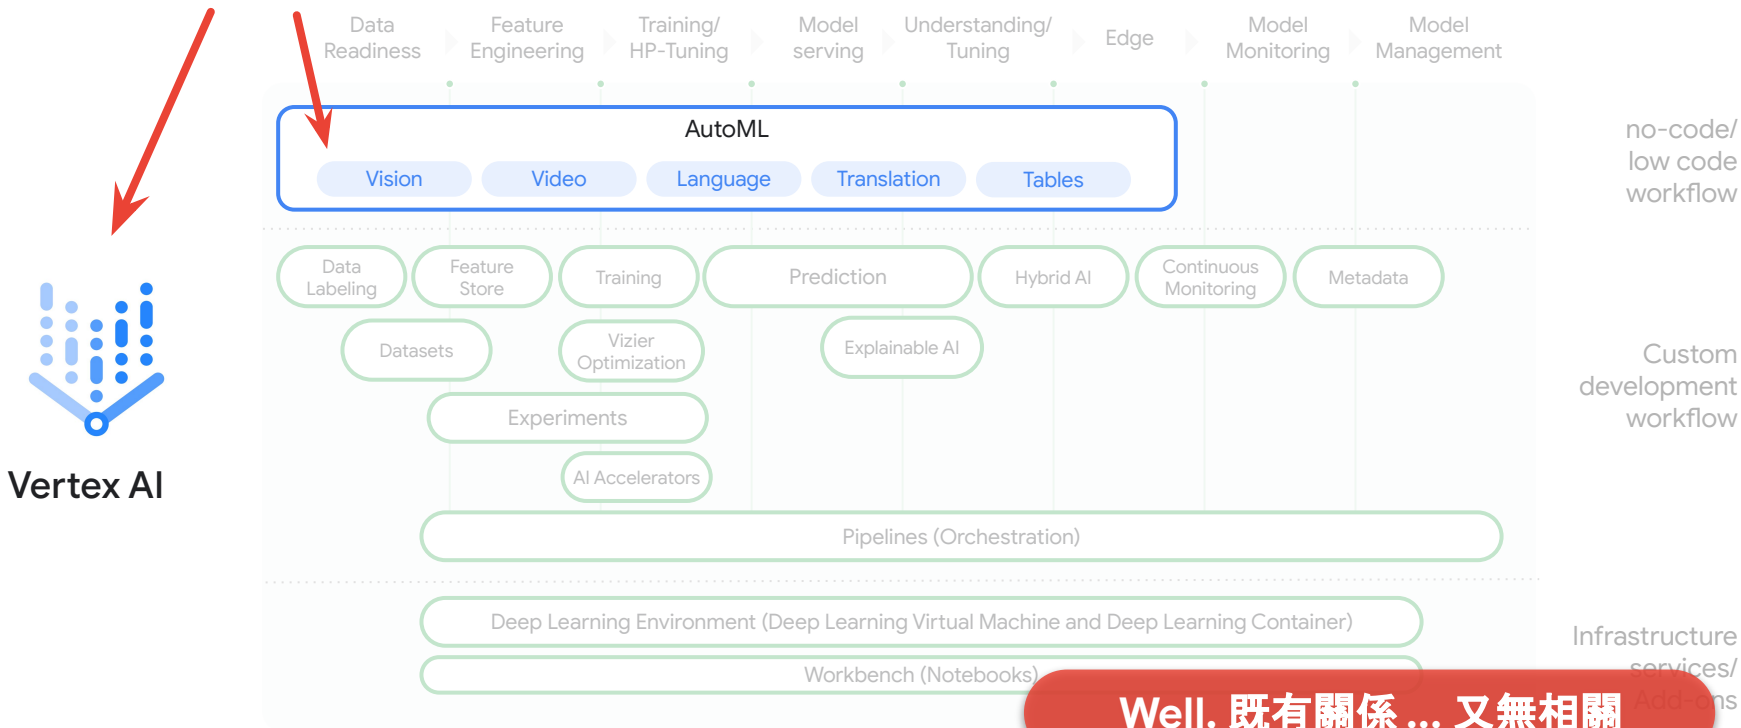 Data
Readiness
Feature
Engineering
Training/
HP-Tuning
Model
serving
Understanding/
Tuning
Edge
Model
Monitoring
Model
Management
AutoML
Vision
Video
Language
Translation
Tables
no-code/
low code
workflow
Data
Labeling
Feature
Store
Training
Prediction
Hybrid AI
Continuous
Monitoring
Metadata
Datasets
Vizier
Optimization
Explainable AI
Experiments
AI Accelerators
Pipelines (Orchestration)
Custom
development
workflow
Vertex AI
Deep Learning Environment (Deep Learning Virtual Machine and Deep Learning Container)
Workbench (Notebooks)
Infrastructure
services/
Add-ons
Well. 既有關係 ... 又無相關